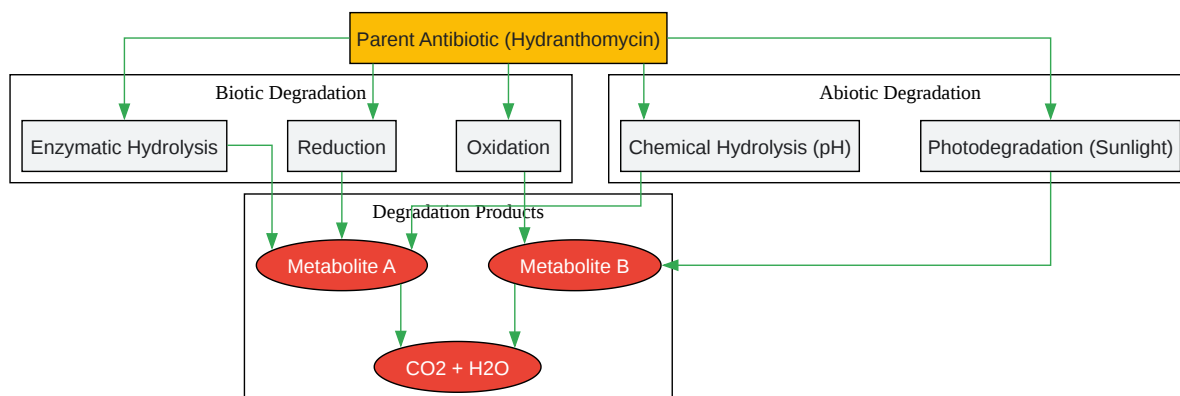 Parent Antibiotic (Hydranthomycin)
Biotic Degradation
Abiotic Degradation
Enzymatic Hydrolysis
Reduction
Oxidation
Chemical Hydrolysis (pH)
Photodegradation (Sunlight)
Degradation Products
Metabolite A
Metabolite B
CO2 + H2O